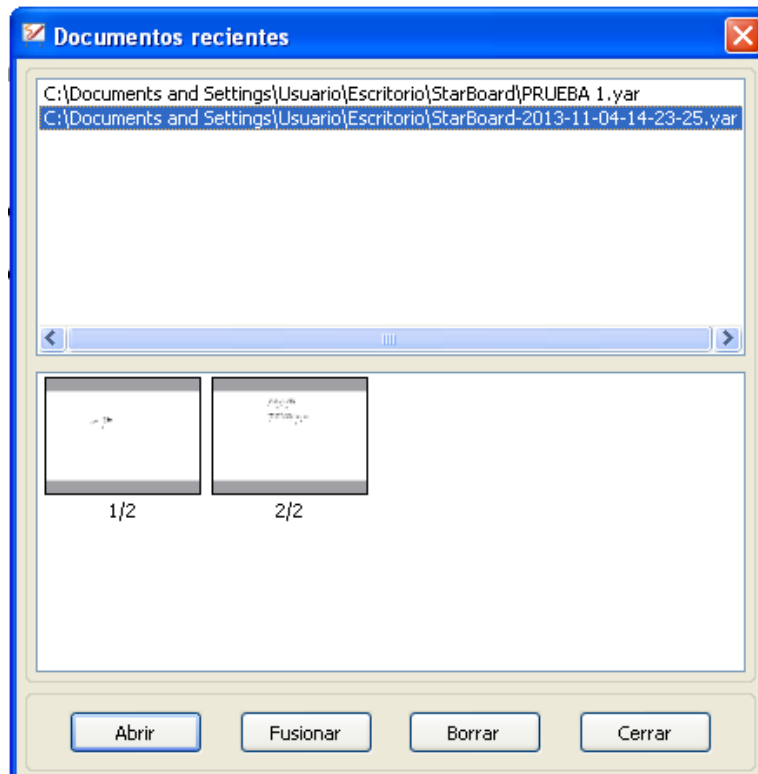 Documentos recientes
C:\Documents and Settings\Usuario\Escritorio\StarBoard\PRUEBA 1.yar
C:\Documents and Settings\Usuario\Escritorio\StarBoard-2013-11-04-14-23-25.yar
1/2
2/2
Abrir
Fusionar
Borrar
Cerrar